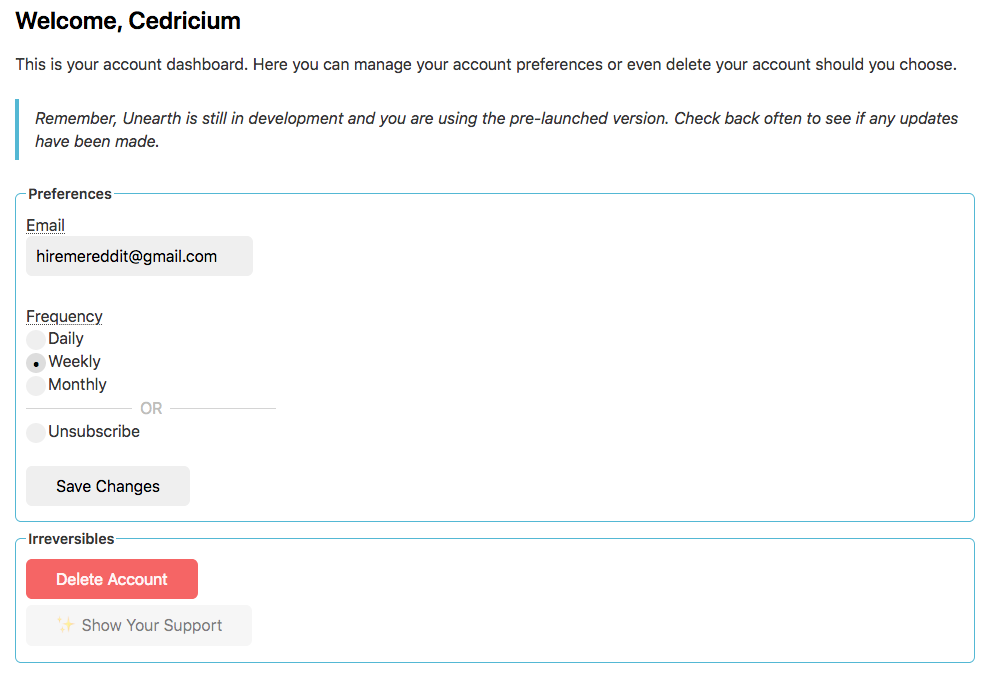 Welcome, Cedricium
This is your account dashboard. Here you can manage your account preferences or even delete your account should you choose.
Remember, Unearth is still in development and you are using the pre-launched version. Check back often to see if any updates
have been made.
Preferences
Email
hiremereddit@gmail.com
Frequency
Daily
Weekly
Monthly
OR
Unsubscribe
Save Changes
Irreversibles
Delete Account
✨ Show Your Support